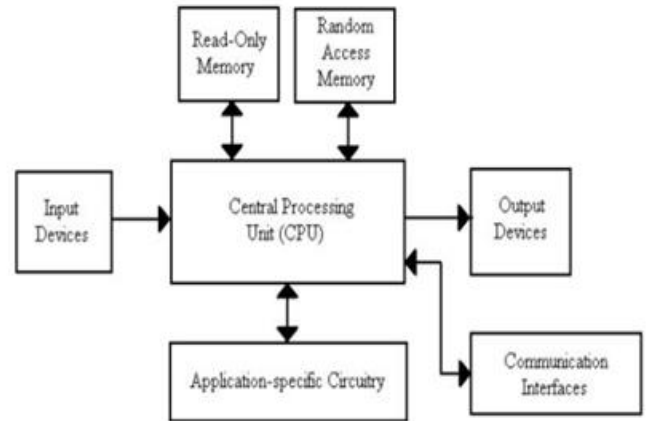 Read-Only
Memory
Random
Access
Memory
Input
Devices
Central Processing
Unit (CPU)
Output
Devices
Application-specific Circuitry
Communication
Interfaces